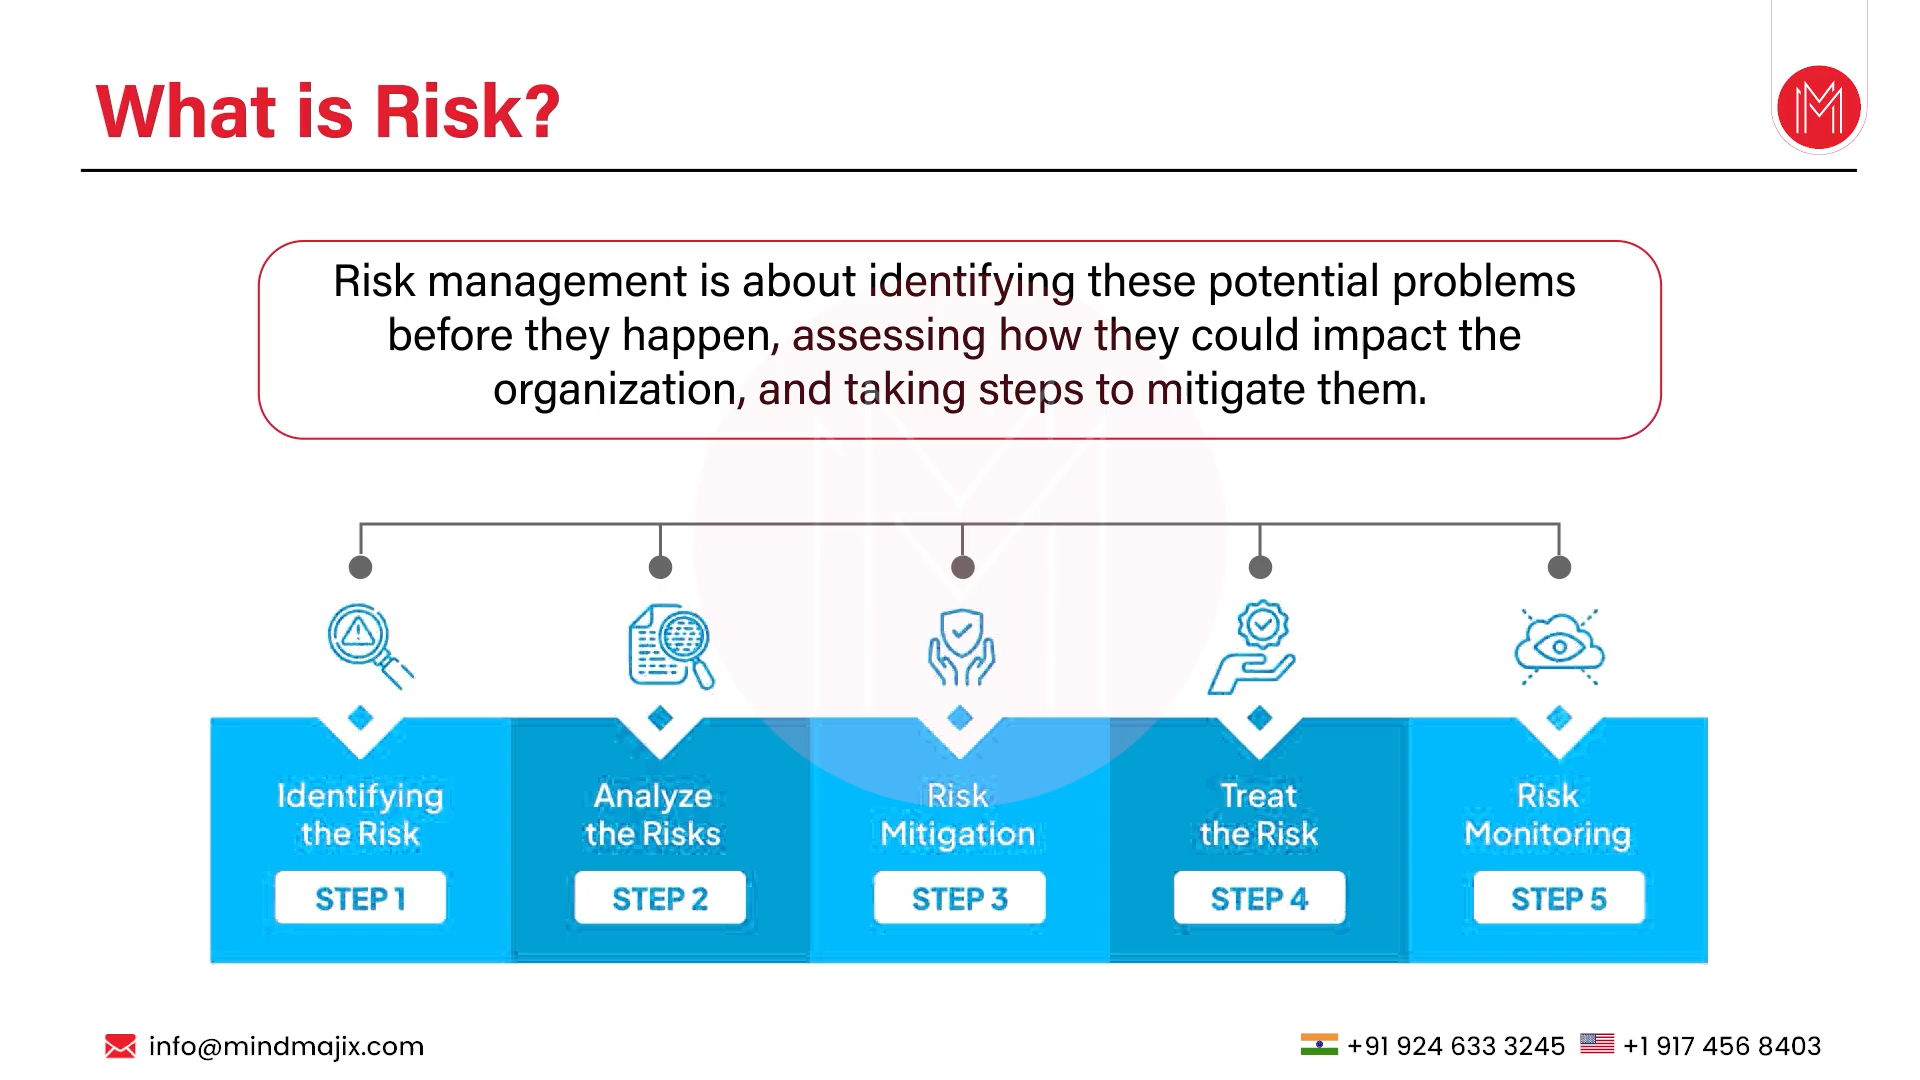 What is Risk?
Risk management is about identifying these potential problems
before they happen, assessing how they could impact the
organization, and taking steps to mitigate them.
Identifying
the Risk
STEP 1
Analyze
the Risks
STEP 2
Risk
Mitigation
STEP 3
Treat
the Risk
STEP 4
Risk
Monitoring
STEP 5
info@mindmajix.com
+91 924 633 3245
+1 917 456 8403